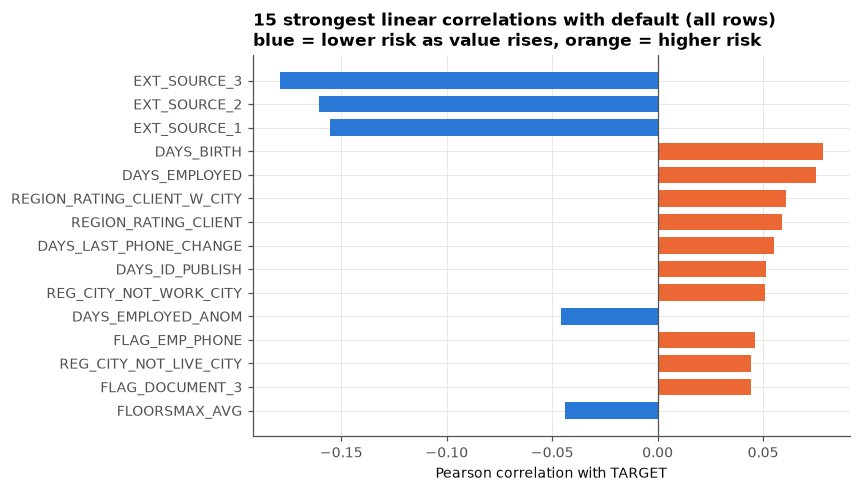 15 strongest linear correlations with default (all rows)
blue = lower risk as value rises, orange = higher risk
EXT_SOURCE_3
EXT_SOURCE_2
EXT_SOURCE_1
DAYS_BIRTH
DAYS_EMPLOYED
REGION_RATING_CLIENT_W_CITY
REGION_RATING_CLIENT
DAYS_LAST_PHONE_CHANGE
DAYS_ID_PUBLISH
REG_CITY_NOT_WORK_CITY
DAYS_EMPLOYED_ANOM
FLAG_EMP_PHONE
REG_CITY_NOT_LIVE_CITY
FLAG_DOCUMENT_3
FLOORSMAX_AVG
−0.15 −0.10 −0.05 0.00 0.05
Pearson correlation with TARGET